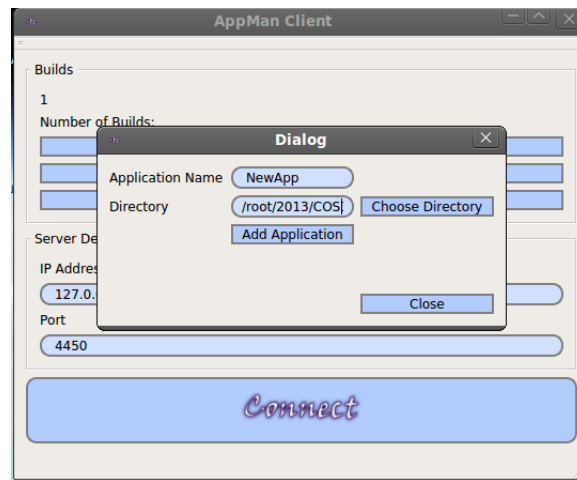 AppMan Client
Builds
1
Number of Builds:
Dialog
Application Name NewApp
Directory /root/2013/COS Choose Directory
Add Application
Close
Server De
IP Addres
127.0.
Port
4450
Connect